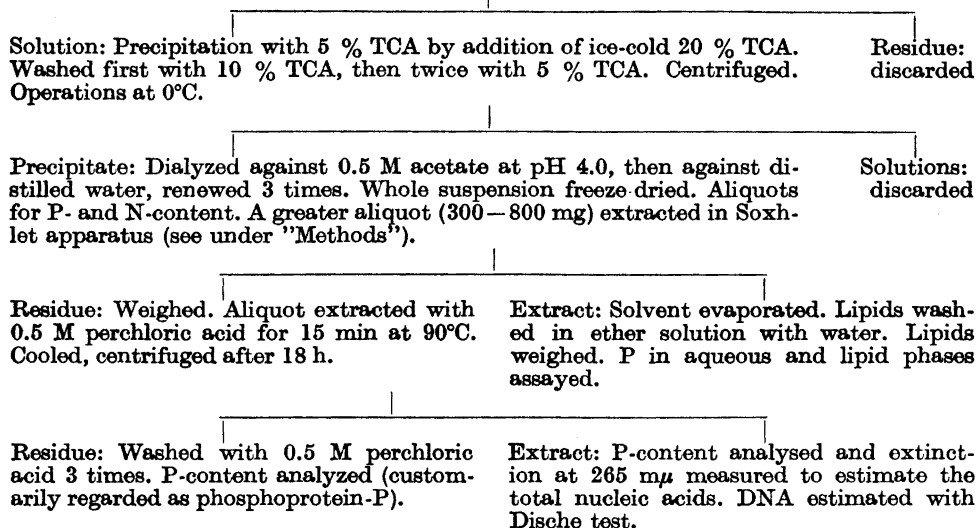 Solution: Precipitation with 5 % TCA by addition of ice-cold 20 % TCA.
Washed first with 10 % TCA, then twice with 5 % TCA. Centrifuged.
Operations at 0°C.
Residue:
discarded
Precipitate: Dialyzed against 0.5 M acetate at pH 4.0, then against di-
stilled water, renewed 3 times. Whole suspension freeze-dried. Aliquots
for P- and N-content. A greater aliquot (300–800 mg) extracted in Soxh-
let apparatus (see under "Methods").
Solutions:
discarded
Residue: Weighed. Aliquot extracted with
0.5 M perchloric acid for 15 min at 90°C.
Cooled, centrifuged after 18 h.
Extract: Solvent evaporated. Lipids wash-
ed in ether solution with water. Lipids
weighed. P in aqueous and lipid phases
assayed.
Residue: Washed with 0.5 M perchloric
acid 3 times. P-content analyzed (custom-
arily regarded as phosphoprotein-P).
Extract: P-content analysed and extinct-
ion at 265 mμ measured to estimate the
total nucleic acids. DNA estimated with
Dische test.